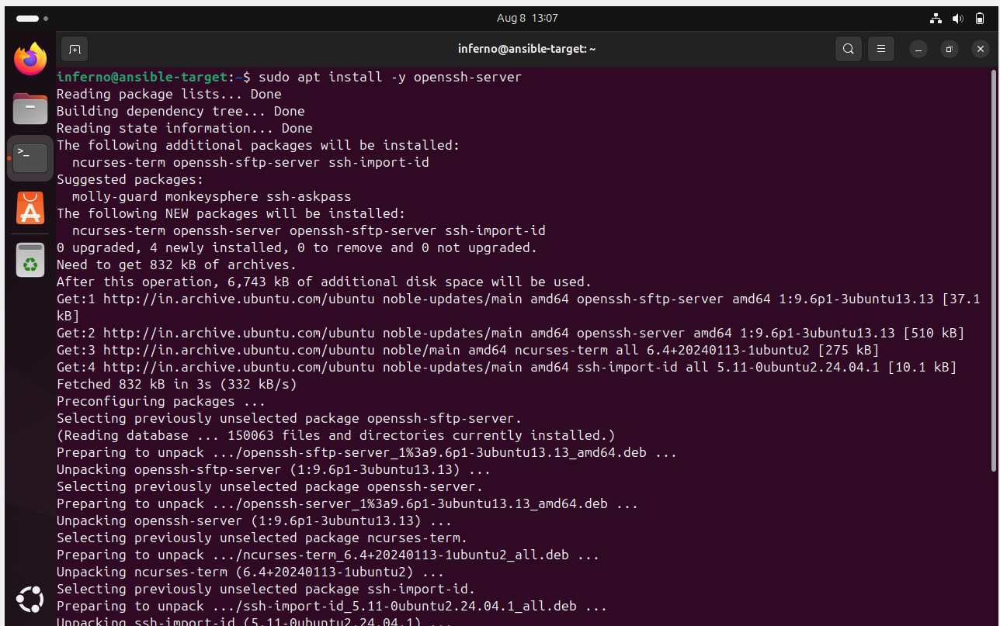 Aug 8 13:07
inferno@ansible-target: ~
inferno@ansible-target:~$ sudo apt install -y openssh-server
Reading package lists... Done
Building dependency tree... Done
Reading state information... Done
The following additional packages will be installed:
  ncurses-term openssh-sftp-server ssh-import-id
Suggested packages:
  molly-guard monkeysphere ssh-askpass
The following NEW packages will be installed:
  ncurses-term openssh-server openssh-sftp-server ssh-import-id
0 upgraded, 4 newly installed, 0 to remove and 0 not upgraded.
Need to get 832 kB of archives.
After this operation, 6,743 kB of additional disk space will be used.
Get:1 http://in.archive.ubuntu.com/ubuntu noble-updates/main amd64 openssh-sftp-server amd64 1:9.6p1-3ubuntu13.13 [37.1
kB]
Get:2 http://in.archive.ubuntu.com/ubuntu noble-updates/main amd64 openssh-server amd64 1:9.6p1-3ubuntu13.13 [510 kB]
Get:3 http://in.archive.ubuntu.com/ubuntu noble/main amd64 ncurses-term all 6.4+20240113-1ubuntu2 [275 kB]
Get:4 http://in.archive.ubuntu.com/ubuntu noble-updates/main amd64 ssh-import-id all 5.11-0ubuntu2.24.04.1 [10.1 kB]
Fetched 832 kB in 3s (332 kB/s)
Preconfiguring packages ...
Selecting previously unselected package openssh-sftp-server.
(Reading database ... 150063 files and directories currently installed.)
Preparing to unpack .../openssh-sftp-server_1%3a9.6p1-3ubuntu13.13_amd64.deb ...
Unpacking openssh-sftp-server (1:9.6p1-3ubuntu13.13) ...
Selecting previously unselected package openssh-server.
Preparing to unpack .../openssh-server_1%3a9.6p1-3ubuntu13.13_amd64.deb ...
Unpacking openssh-server (1:9.6p1-3ubuntu13.13) ...
Selecting previously unselected package ncurses-term.
Preparing to unpack .../ncurses-term_6.4+20240113-1ubuntu2_all.deb ...
Unpacking ncurses-term (6.4+20240113-1ubuntu2) ...
Selecting previously unselected package ssh-import-id.
Preparing to unpack .../ssh-import-id_5.11-0ubuntu2.24.04.1_all.deb ...
Unpacking ssh-import-id (5.11-0ubuntu2.24.04.1) ...